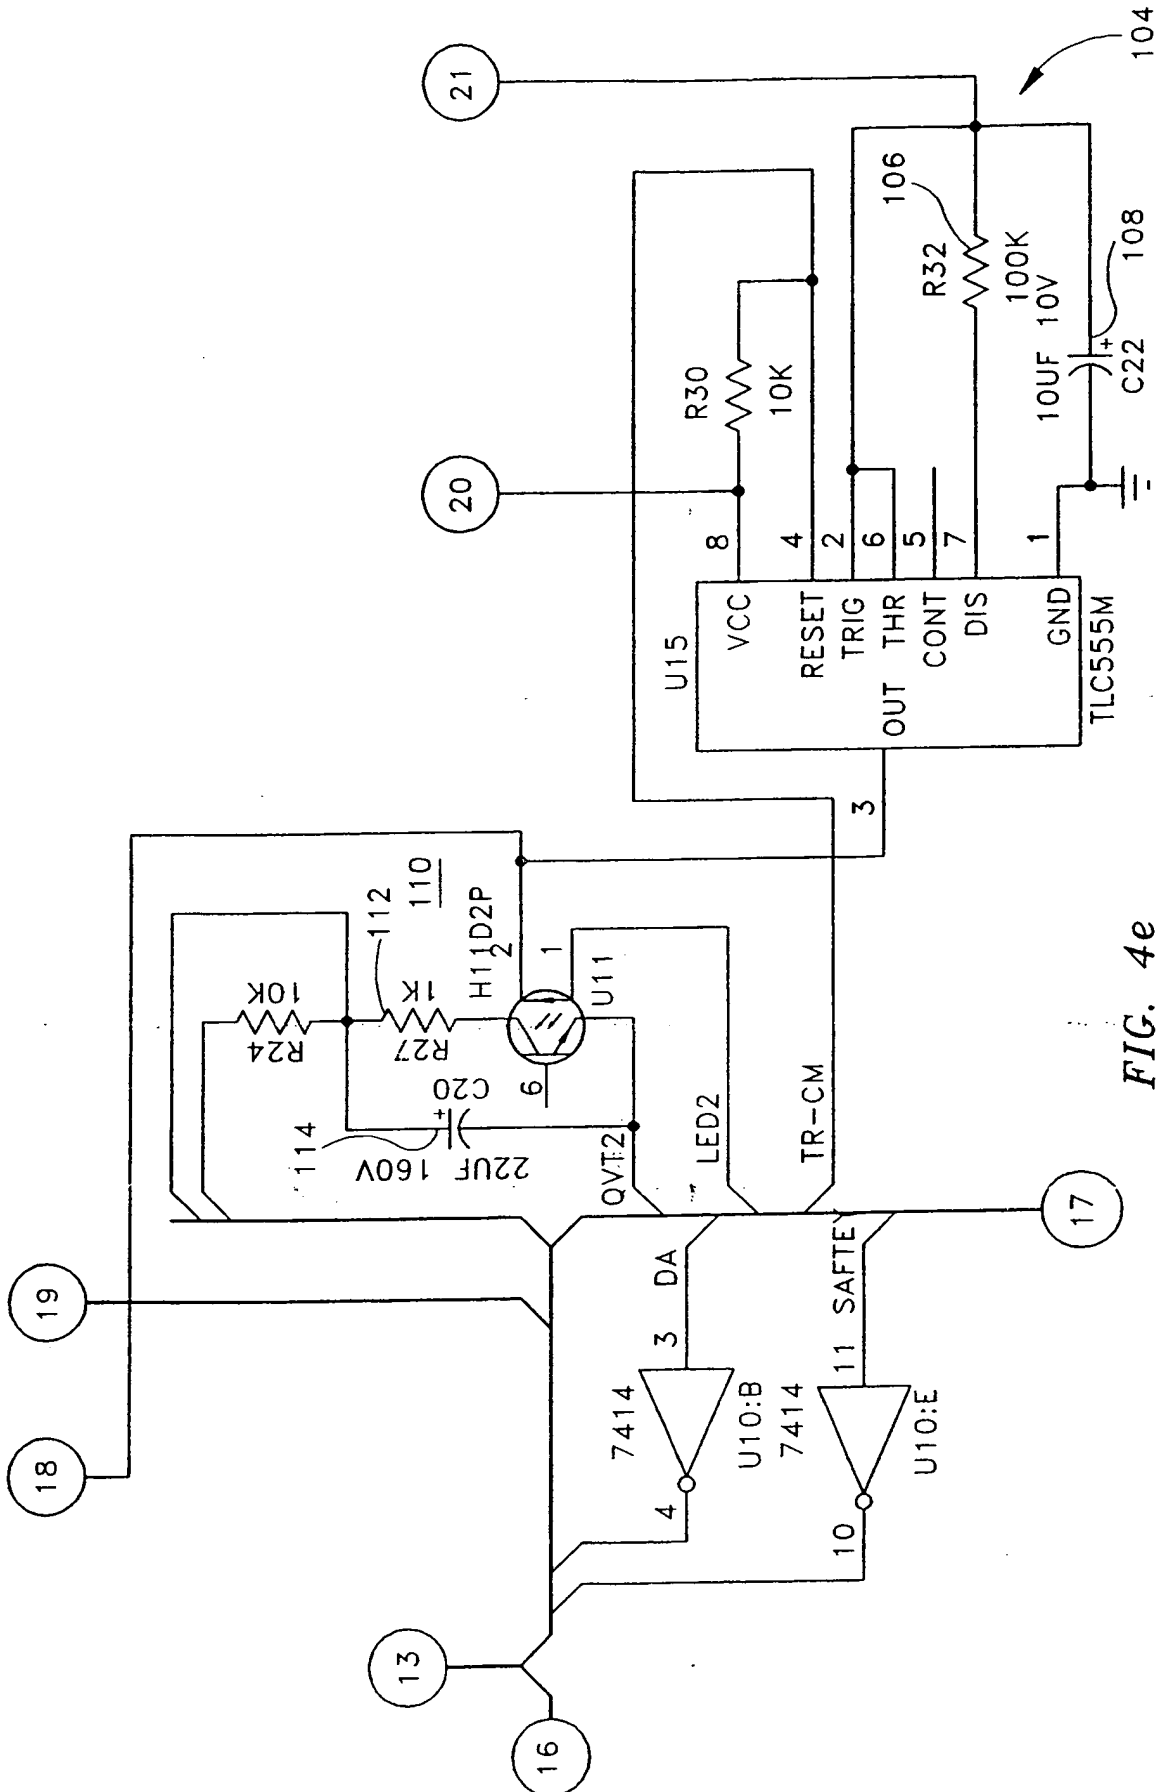 18
19
13
16
17
20
21
104
R24
10K
114
C20
+
22UF 160V
R27
1K
112
110
H11D2P
2
1
6
U11
QVT2
LED2
TR-CM
DA
SAFTEY
7414
3
4
U10:B
7414
11
10
U10:E
3
U15
VCC
RESET
TRIG
OUT THR
CONT
DIS
GND
TLC555M
8
4
2
6
5
7
1
R30
10K
R32
106
100K
10UF 10V
+
C22
108
FIG. 4e